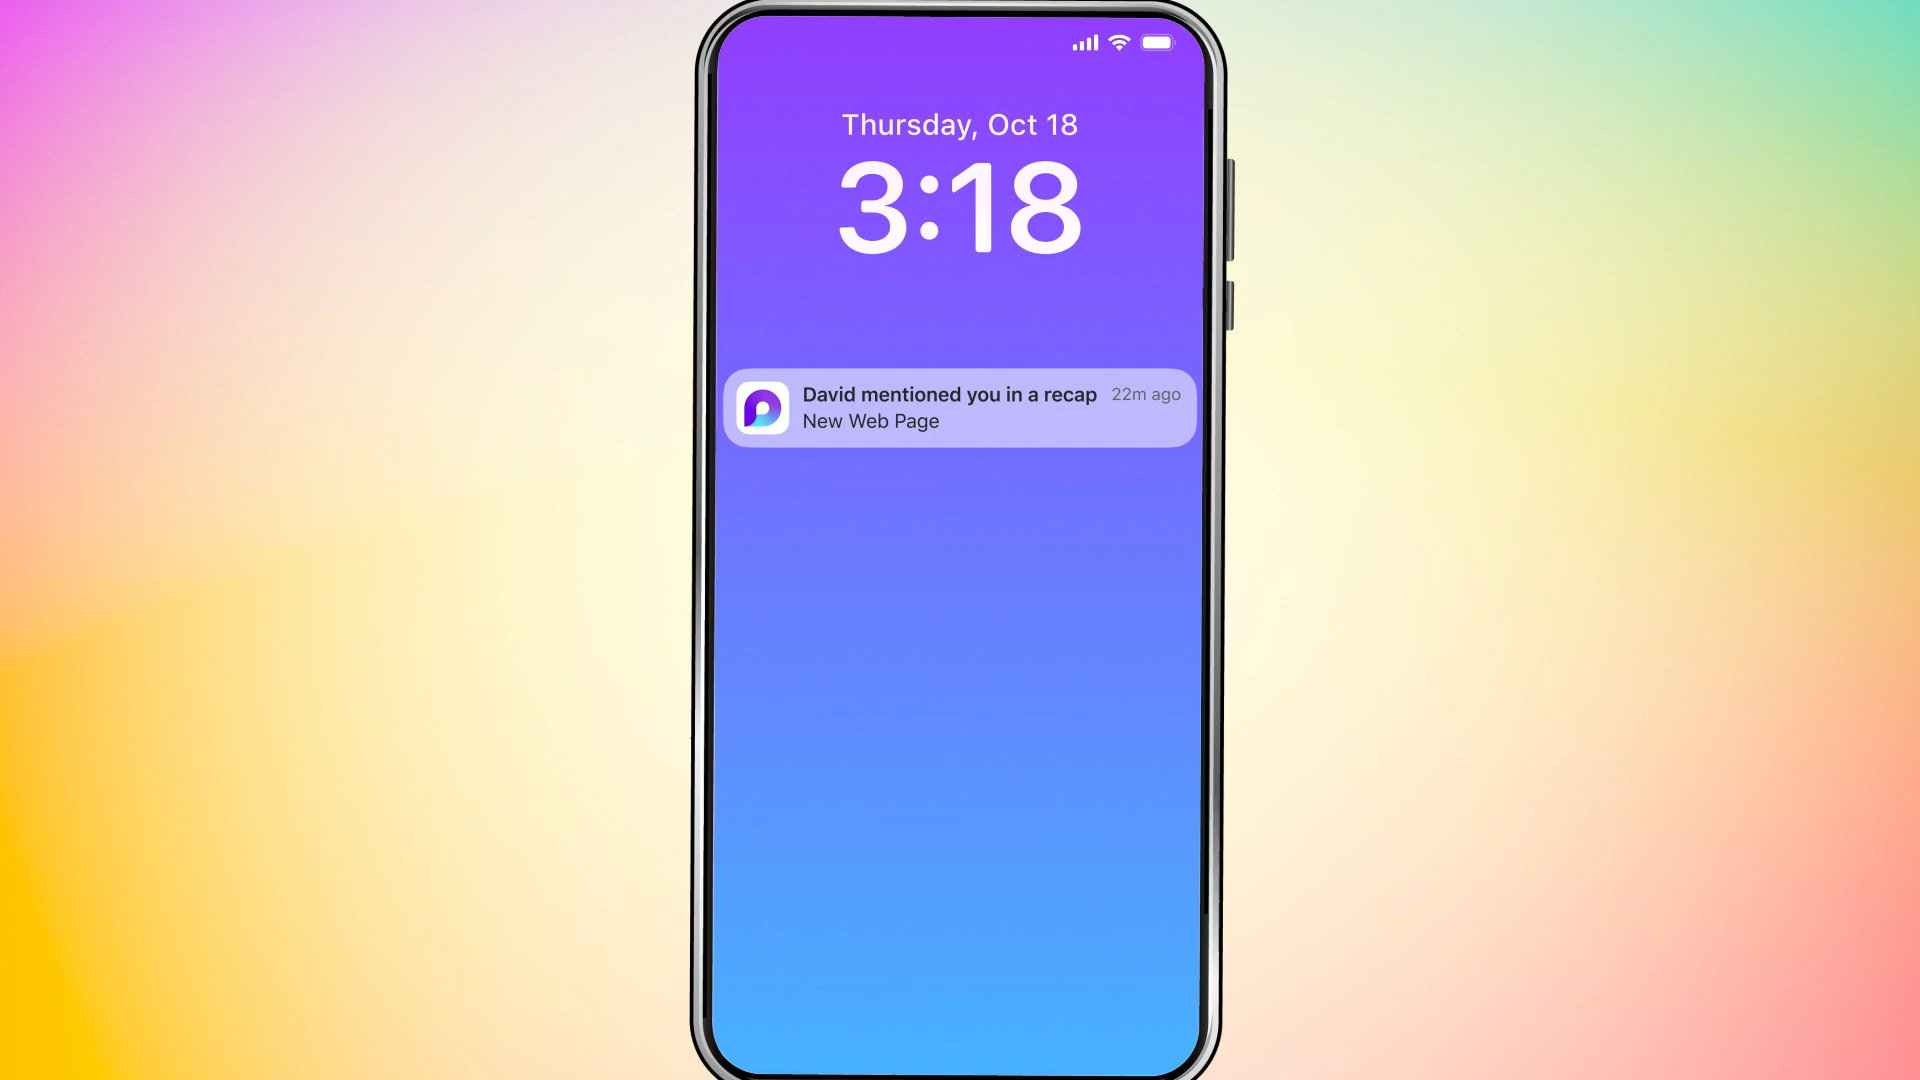 Thursday, Oct 18
3:18
David mentioned you in a recap 22m ago
New Web Page